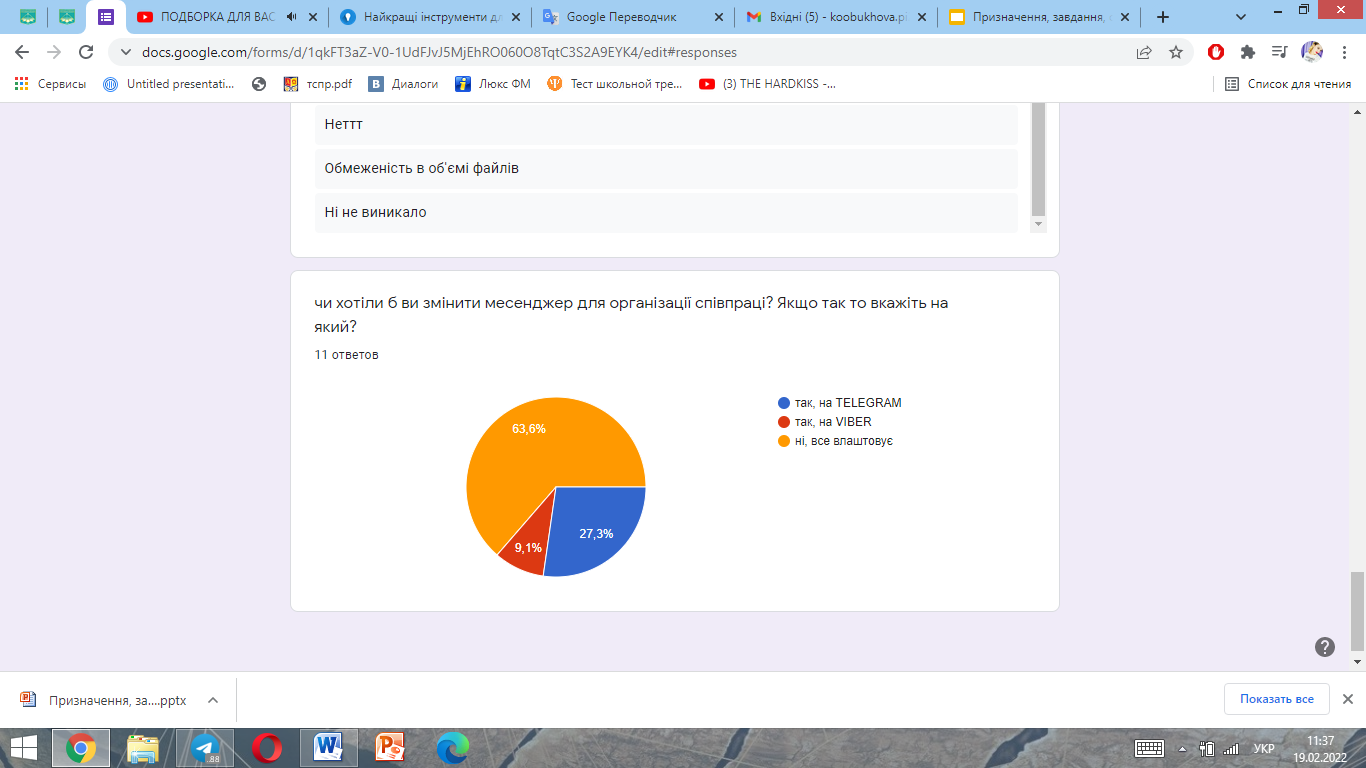 ПОДБОРКА ДЛЯ ВАС
Найкращі інструменти дл
Google Переводчик
Вхідні (5) - koobukhova.pi
Призначення, завдання,
docs.google.com/forms/d/1qkFT3aZ-V0-1UdFJvJ5MjEhRO060O8TqtC3S2A9EYK4/edit#responses
Сервисы
Untitled presentati...
тспр.pdf
Диалоги
Люкс ФМ
Тест школьной тре...
(3) THE HARDKISS -...
Список для чтения
Неттт
Обмеженість в об'ємі файлів
Ні не виникало
чи хотіли б ви змінити месенджер для організації співпраці? Якщо так то вкажіть на
який?
11 ответов
63,6%
9,1%
27,3%
так, на TELEGRAM
так, на VIBER
ні, все влаштовує
Призначення, за....pptx
Показать все
88
УКР
11:37
19.02.2022